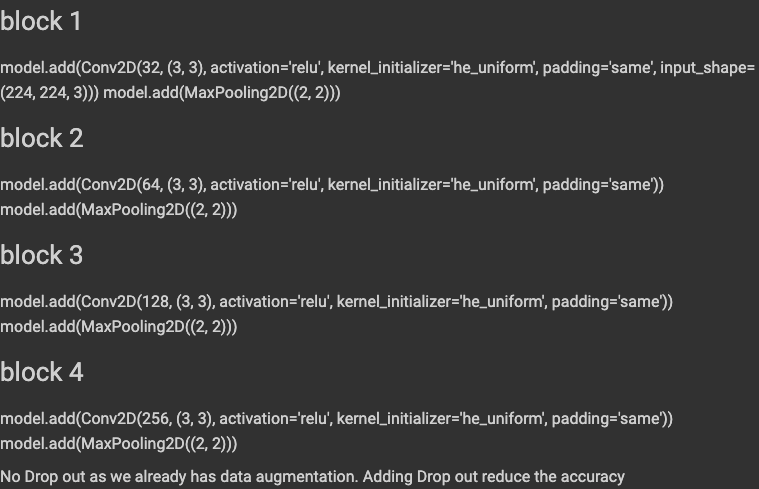 block 1
model.add(Conv2D(32, (3, 3), activation='relu', kernel_initializer='he_uniform', padding='same', input_shape=
(224, 224, 3))) model.add(MaxPooling2D((2, 2)))
block 2
model.add(Conv2D(64, (3, 3), activation='relu', kernel_initializer='he_uniform', padding='same'))
model.add(MaxPooling2D((2, 2)))
block 3
model.add(Conv2D(128, (3, 3), activation='relu', kernel_initializer='he_uniform', padding='same'))
model.add(MaxPooling2D((2, 2)))
block 4
model.add(Conv2D(256, (3, 3), activation='relu', kernel_initializer='he_uniform', padding='same'))
model.add(MaxPooling2D((2, 2)))
No Drop out as we already has data augmentation. Adding Drop out reduce the accuracy